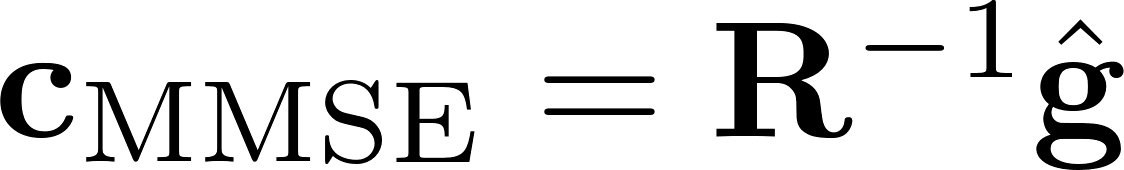 c_MMSE = R^−1 ĝ